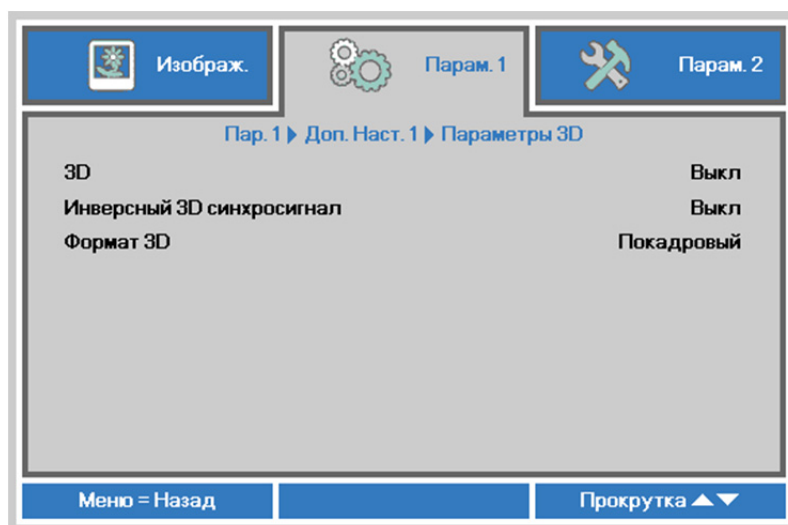 Изображ.
Парам. 1
Парам. 2
Пар. 1 ▶ Доп. Наст. 1 ▶ Параметры 3D
3D Выкл
Инверсный 3D синхросигнал Выкл
Формат 3D Покадровый
Меню = Назад
Прокрутка ▲▼